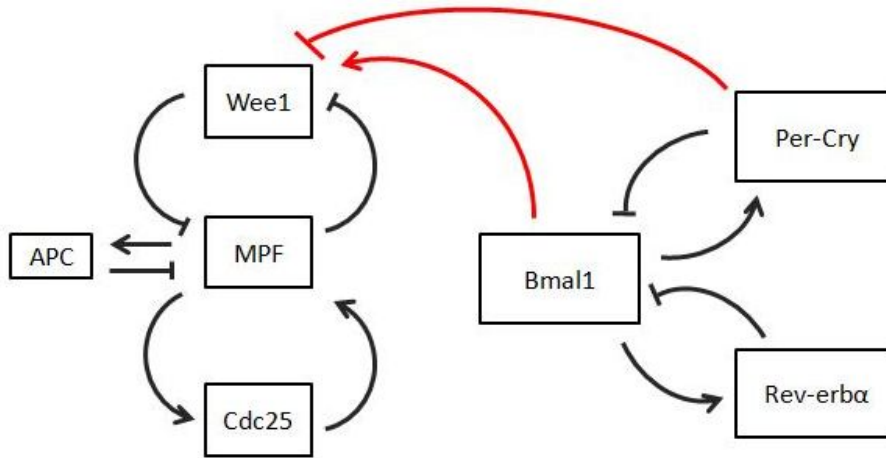 Wee1
Per-Cry
APC
MPF
Bmal1
Cdc25
Rev-erbα